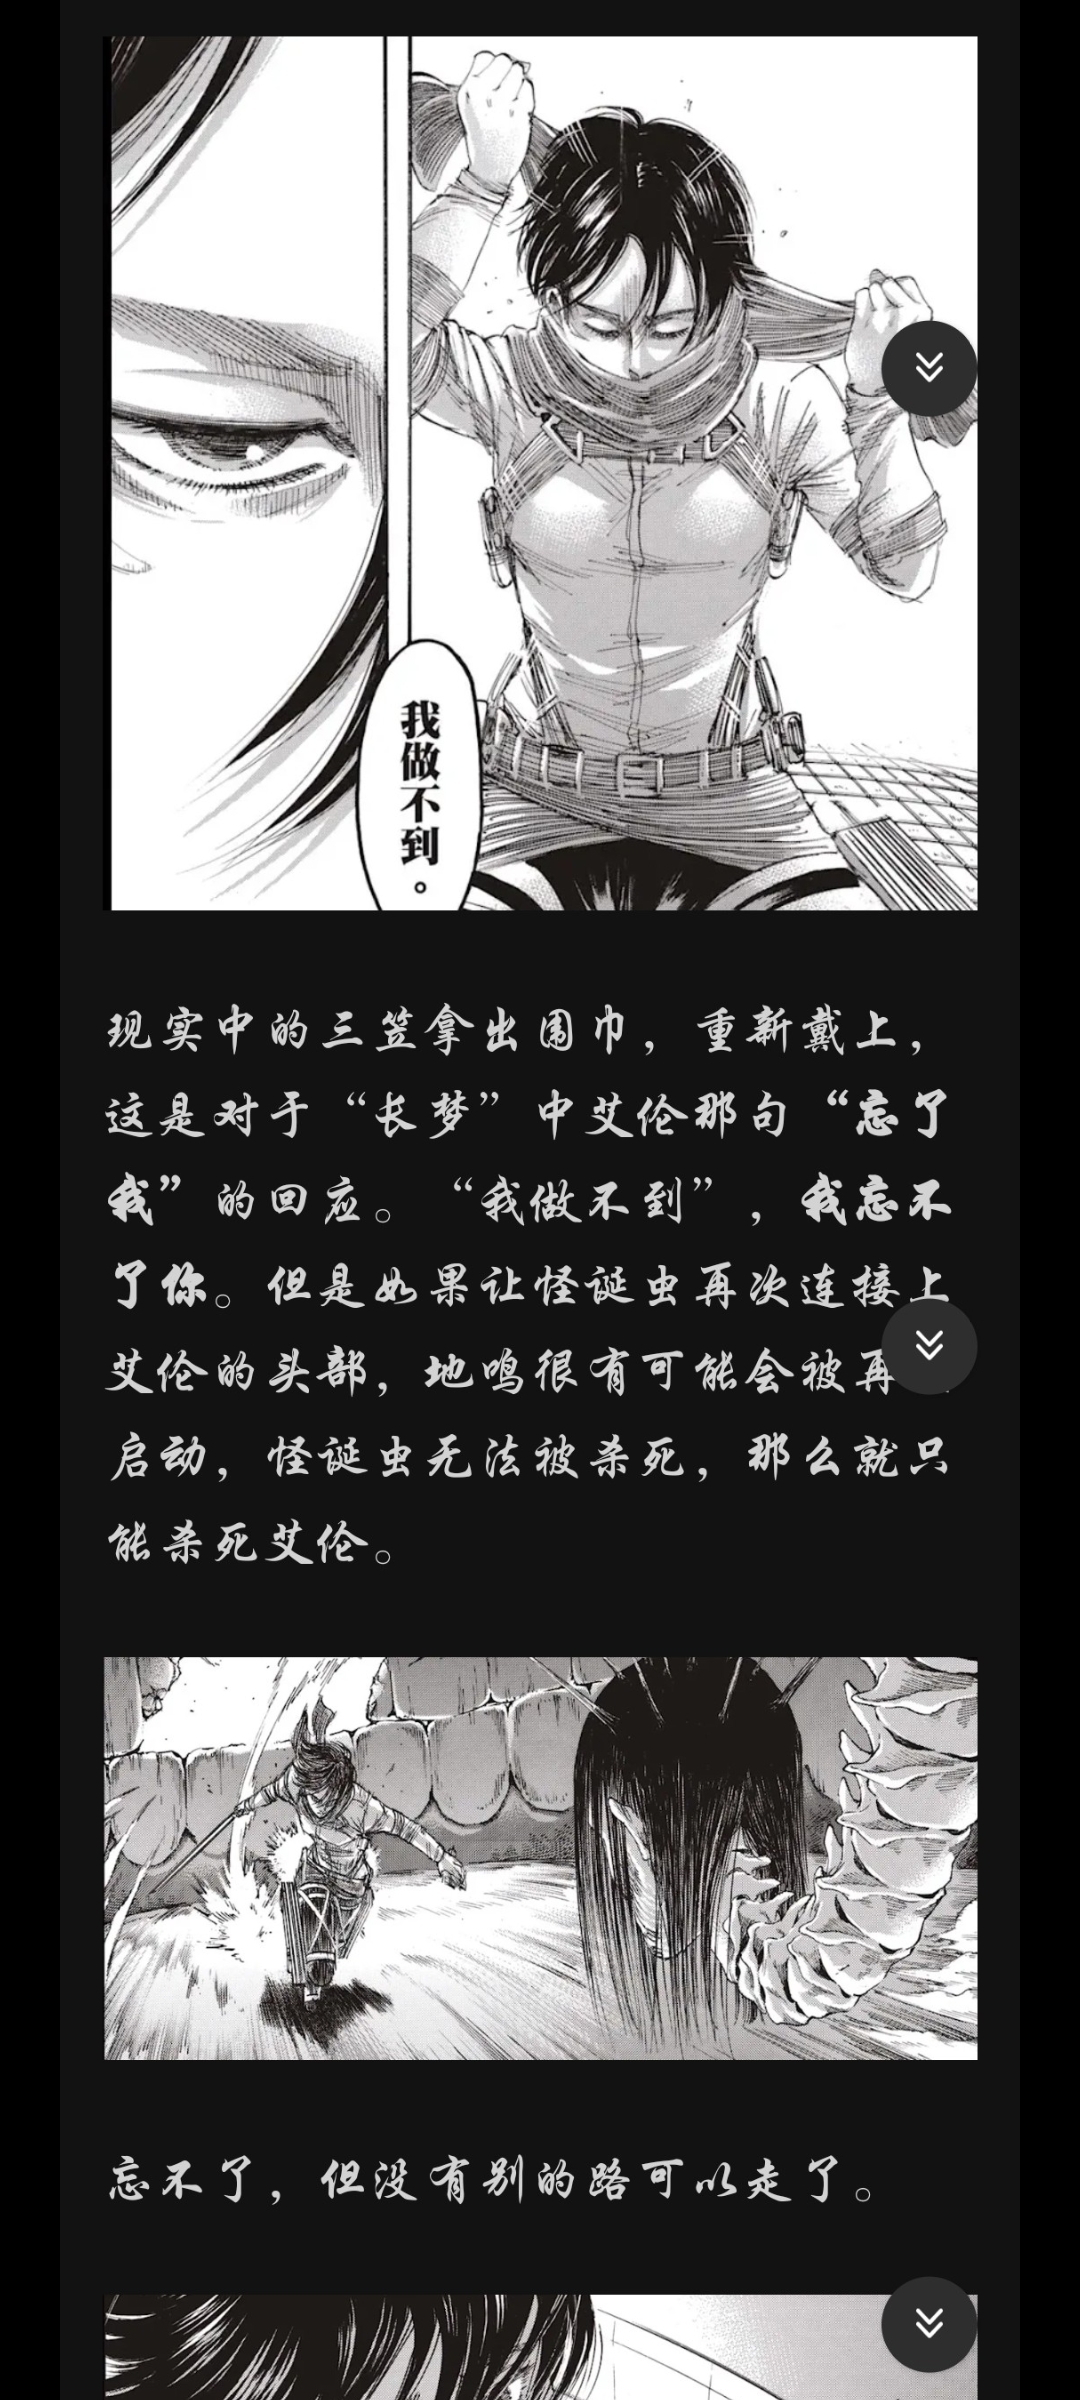 我做不到。
现实中的三笠拿出围巾，重新戴上，
这是对于“长梦”中艾伦那句“忘了
我”的回应。“我做不到”，我忘不
了你。但是如果让怪诞虫再次连接上
艾伦的头部，地鸣很有可能会被再
启动，怪诞虫无法被杀死，那么就只
能杀死艾伦。
忘不了，但没有别的路可以走了。